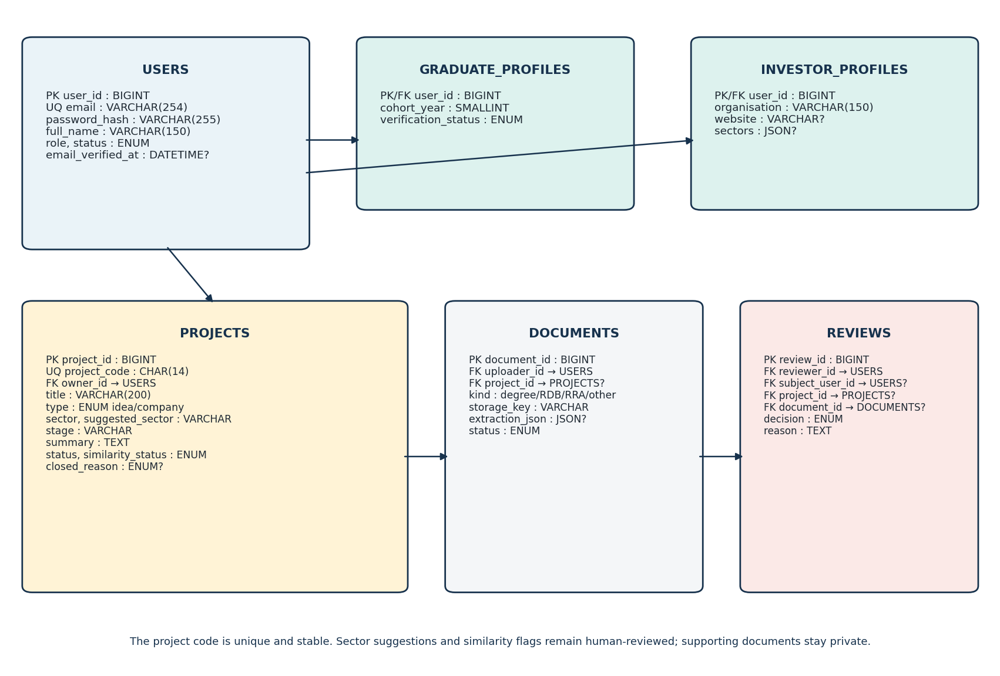 USERS
PK user_id : BIGINT
UQ email : VARCHAR(254)
password_hash : VARCHAR(255)
full_name : VARCHAR(150)
role, status : ENUM
email_verified_at : DATETIME?
GRADUATE_PROFILES
PK/FK user_id : BIGINT
cohort_year : SMALLINT
verification_status : ENUM
INVESTOR_PROFILES
PK/FK user_id : BIGINT
organisation : VARCHAR(150)
website : VARCHAR?
sectors : JSON?
PROJECTS
PK project_id : BIGINT
UQ project_code : CHAR(14)
FK owner_id → USERS
title : VARCHAR(200)
type : ENUM idea/company
sector, suggested_sector : VARCHAR
stage : VARCHAR
summary : TEXT
status, similarity_status : ENUM
closed_reason : ENUM?
DOCUMENTS
PK document_id : BIGINT
FK uploader_id → USERS
FK project_id → PROJECTS?
kind : degree/RDB/RRA/other
storage_key : VARCHAR
extraction_json : JSON?
status : ENUM
REVIEWS
PK review_id : BIGINT
FK reviewer_id → USERS
FK subject_user_id → USERS?
FK project_id → PROJECTS?
FK document_id → DOCUMENTS?
decision : ENUM
reason : TEXT
The project code is unique and stable. Sector suggestions and similarity flags remain human-reviewed; supporting documents stay private.